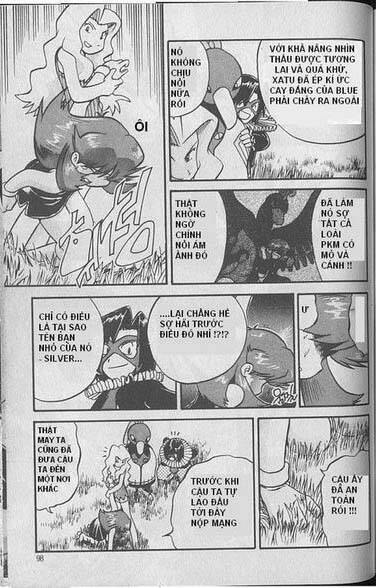 VỚI KHẢ NĂNG NHÌN
THẤU ĐƯỢC TƯƠNG
LAI VÀ QUÁ KHỨ,
XATU ĐÃ ÉP KÍ ỨC
CAY ĐẮNG CỦA BLUE
PHẢI CHẢY RA NGOÀI
NÓ
KHÔNG
CHỊU
NỔI
NỮA
RỒI
ÔI
ĐÃ LÀM
NÓ SỢ
TẤT CẢ
LOÀI
PKM CÓ
MỎ VÀ
CÁNH !!
THẬT
KHÔNG
NGỜ
CHÍNH
NỖI ÁM
ẢNH ĐÓ
Ư
....LẠI CHẲNG HỀ
SỢ HÃI TRƯỚC
ĐIỀU ĐÓ NHỈ !?!?
CHỈ CÓ ĐIỀU
LÀ TẠI SAO
TÊN BẠN
NHỎ CỦA NÓ
- SILVER...
CẬU ẤY
ĐÃ AN
TOÀN
RỒI !!!
TRƯỚC KHI
CẬU TA TỰ
LAO ĐẦU
TỚI ĐÂY
NỘP MẠNG
THẬT
MAY TA
CŨNG ĐÃ
ĐƯA CẬU
TA ĐẾN
MỘT NƠI
KHÁC
98